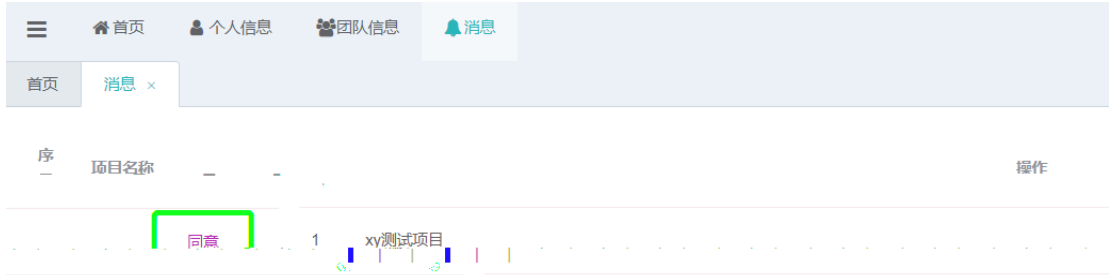 首页 个人信息 团队信息 消息
首页 消息 ×
序 项目名称 操作
同意 1 xy测试项目